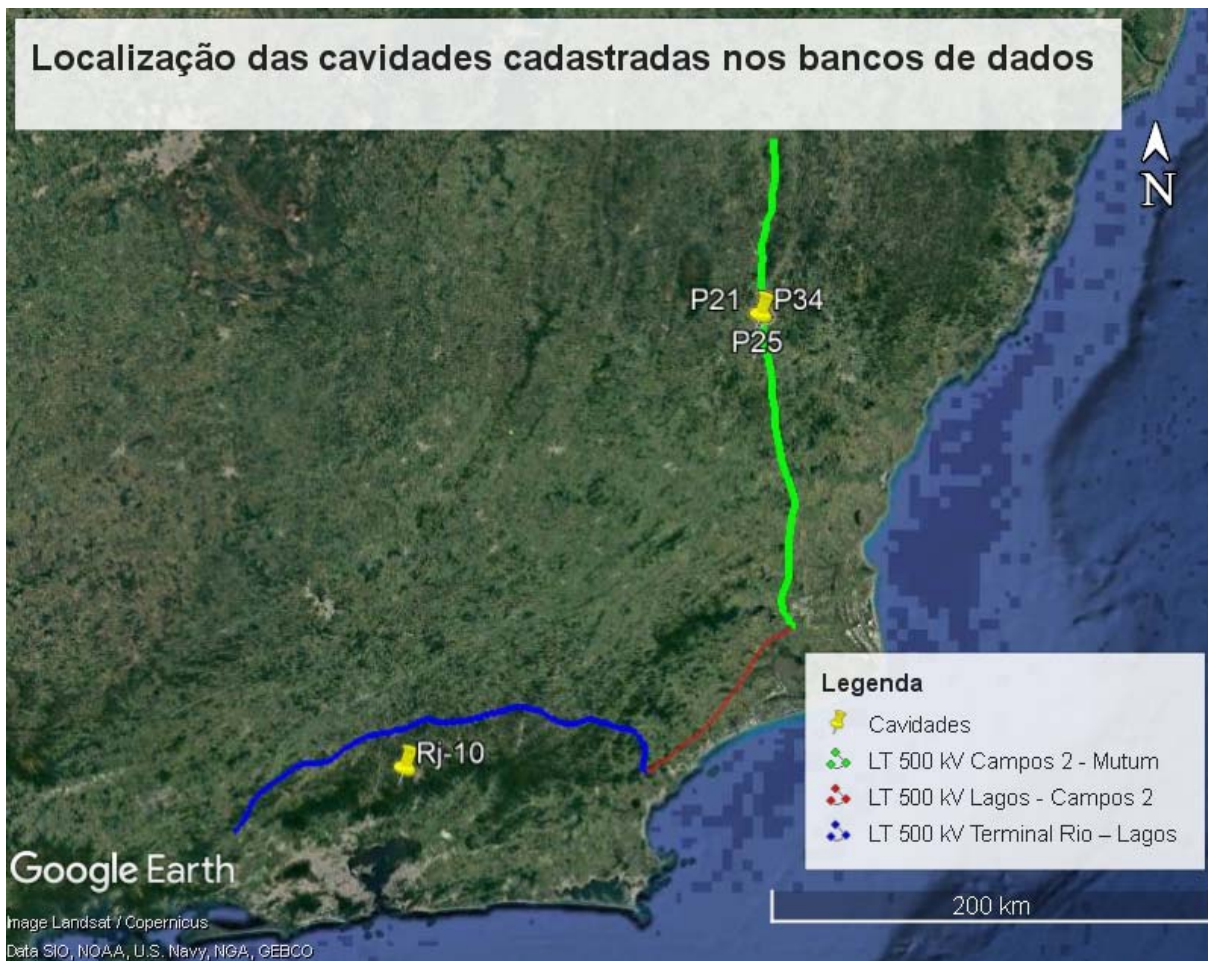 Localização das cavidades cadastradas nos bancos de dados
N
P21 P34
P25
Rj-10
Legenda
Cavidades
LT 500 kV Campos 2 - Mutum
LT 500 kV Lagos - Campos 2
LT 500 kV Terminal Rio – Lagos
Google Earth
200 km
Image Landsat / Copernicus
Data SIO, NOAA, U.S. Navy, NGA, GEBCO